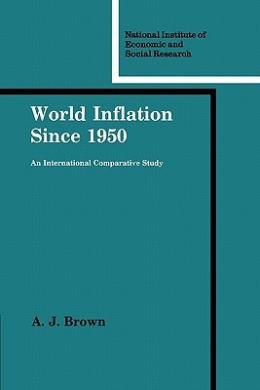 National Institute of
Economic and
Social Research
World Inflation
Since 1950
An International Comparative Study
A. J. Brown